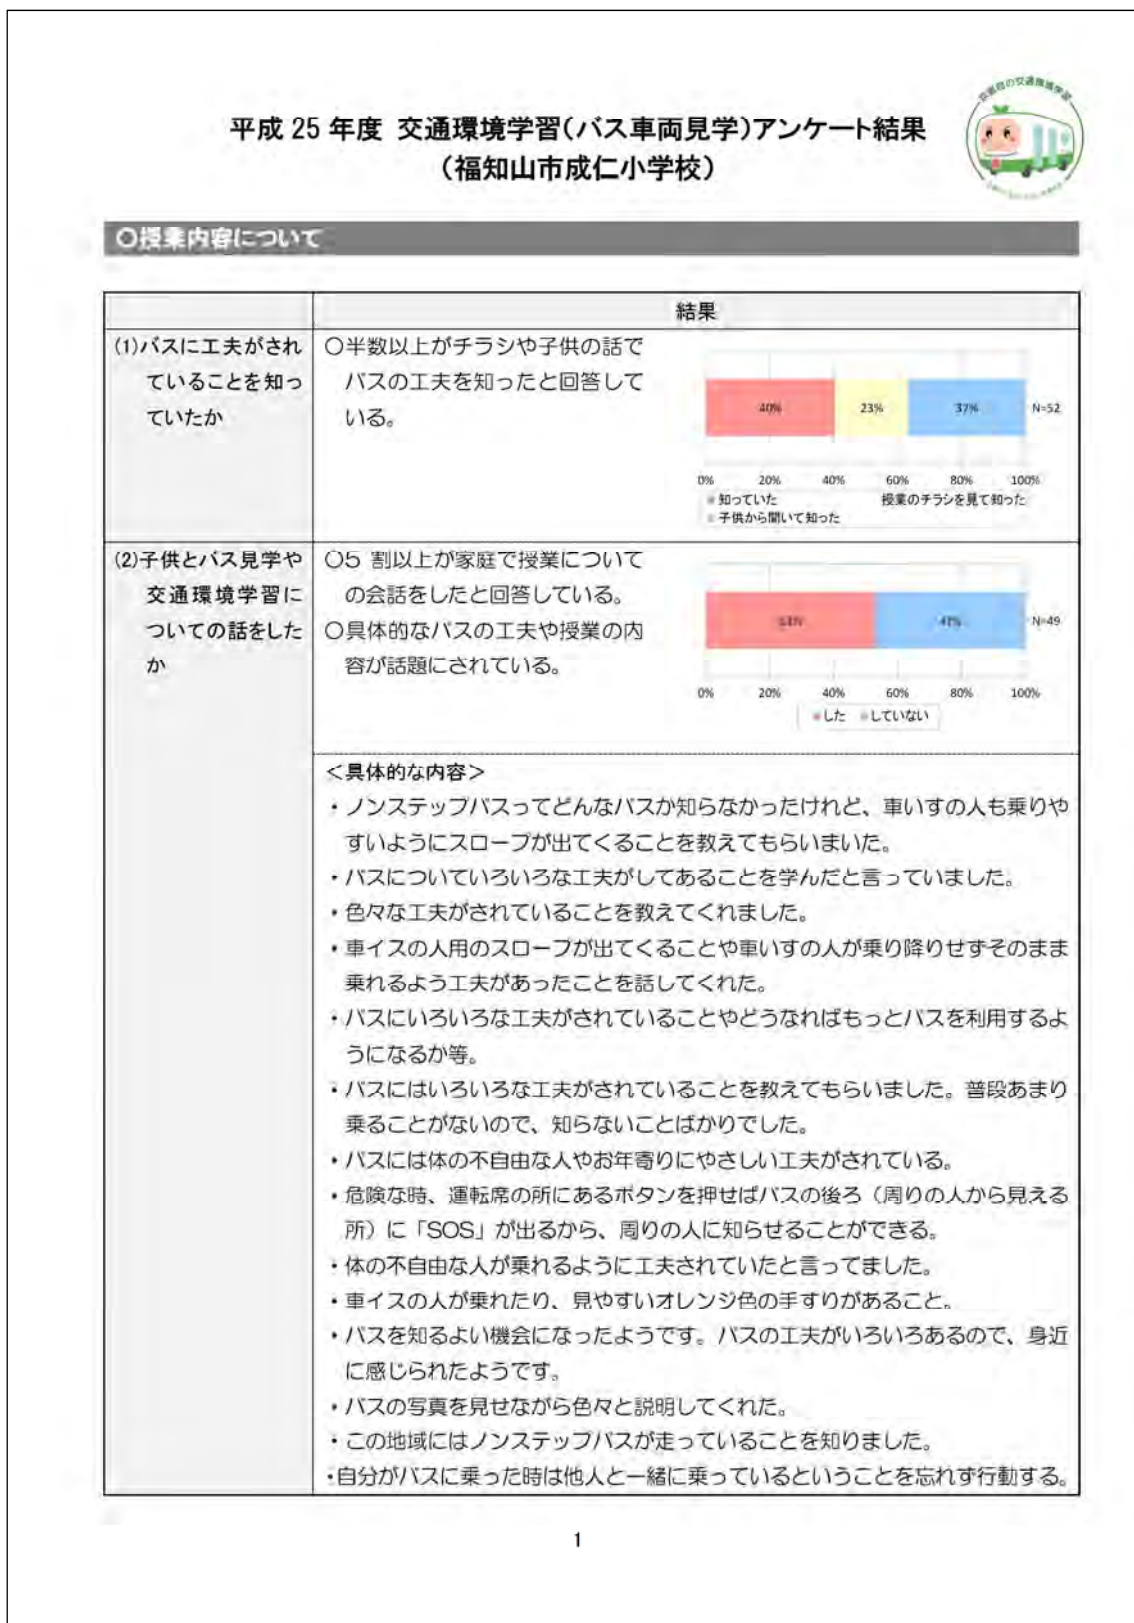 平成 25 年度 交通環境学習(バス車両見学)アンケート結果
(福知山市成仁小学校)
〇授業内容について
結果
(1)バスに工夫がされ
ていることを知っ
ていたか
〇半数以上がチラシや子供の話で
バスの工夫を知ったと回答して
いる。
40% 23% 37% N=52
0% 20% 40% 60% 80% 100%
知っていた 授業のチラシを見て知った
子供から聞いて知った
(2)子供とバス見学や
交通環境学習に
ついての話をした
か
〇5 割以上が家庭で授業について
の会話をしたと回答している。
〇具体的なバスの工夫や授業の内
容が話題にされている。
53% 47% N=49
0% 20% 40% 60% 80% 100%
した していない
<具体的な内容>
・ノンステップバスってどんなバスか知らなかったけれど、車いすの人も乗りや
すいようにスロープが出てくることを教えてもらいまいた。
・バスについていろいろな工夫がしてあることを学んだと言っていました。
・色々な工夫がされていることを教えてくれました。
・車イスの人用のスロープが出てくることや車いすの人が乗り降りせずそのまま
乗れるよう工夫があったことを話してくれた。
・バスにいろいろな工夫がされていることやどうなればもっとバスを利用するよ
うになるか等。
・バスにはいろいろな工夫がされていることを教えてもらいました。普段あまり
乗ることがないので、知らないことばかりでした。
・バスには体の不自由な人やお年寄りにやさしい工夫がされている。
・危険な時、運転席の所にあるボタンを押せばバスの後ろ(周りの人から見える
所)に「SOS」が出るから、周りの人に知らせることができる。
・体の不自由な人が乗れるように工夫されていたと言ってました。
・車イスの人が乗れたり、見やすいオレンジ色の手すりがあること。
・バスを知るよい機会になったようです。バスの工夫がいろいろあるので、身近
に感じられたようです。
・バスの写真を見せながら色々と説明してくれた。
・この地域にはノンステップバスが走っていることを知りました。
・自分がバスに乗った時は他人と一緒に乗っているということを忘れず行動する。
1